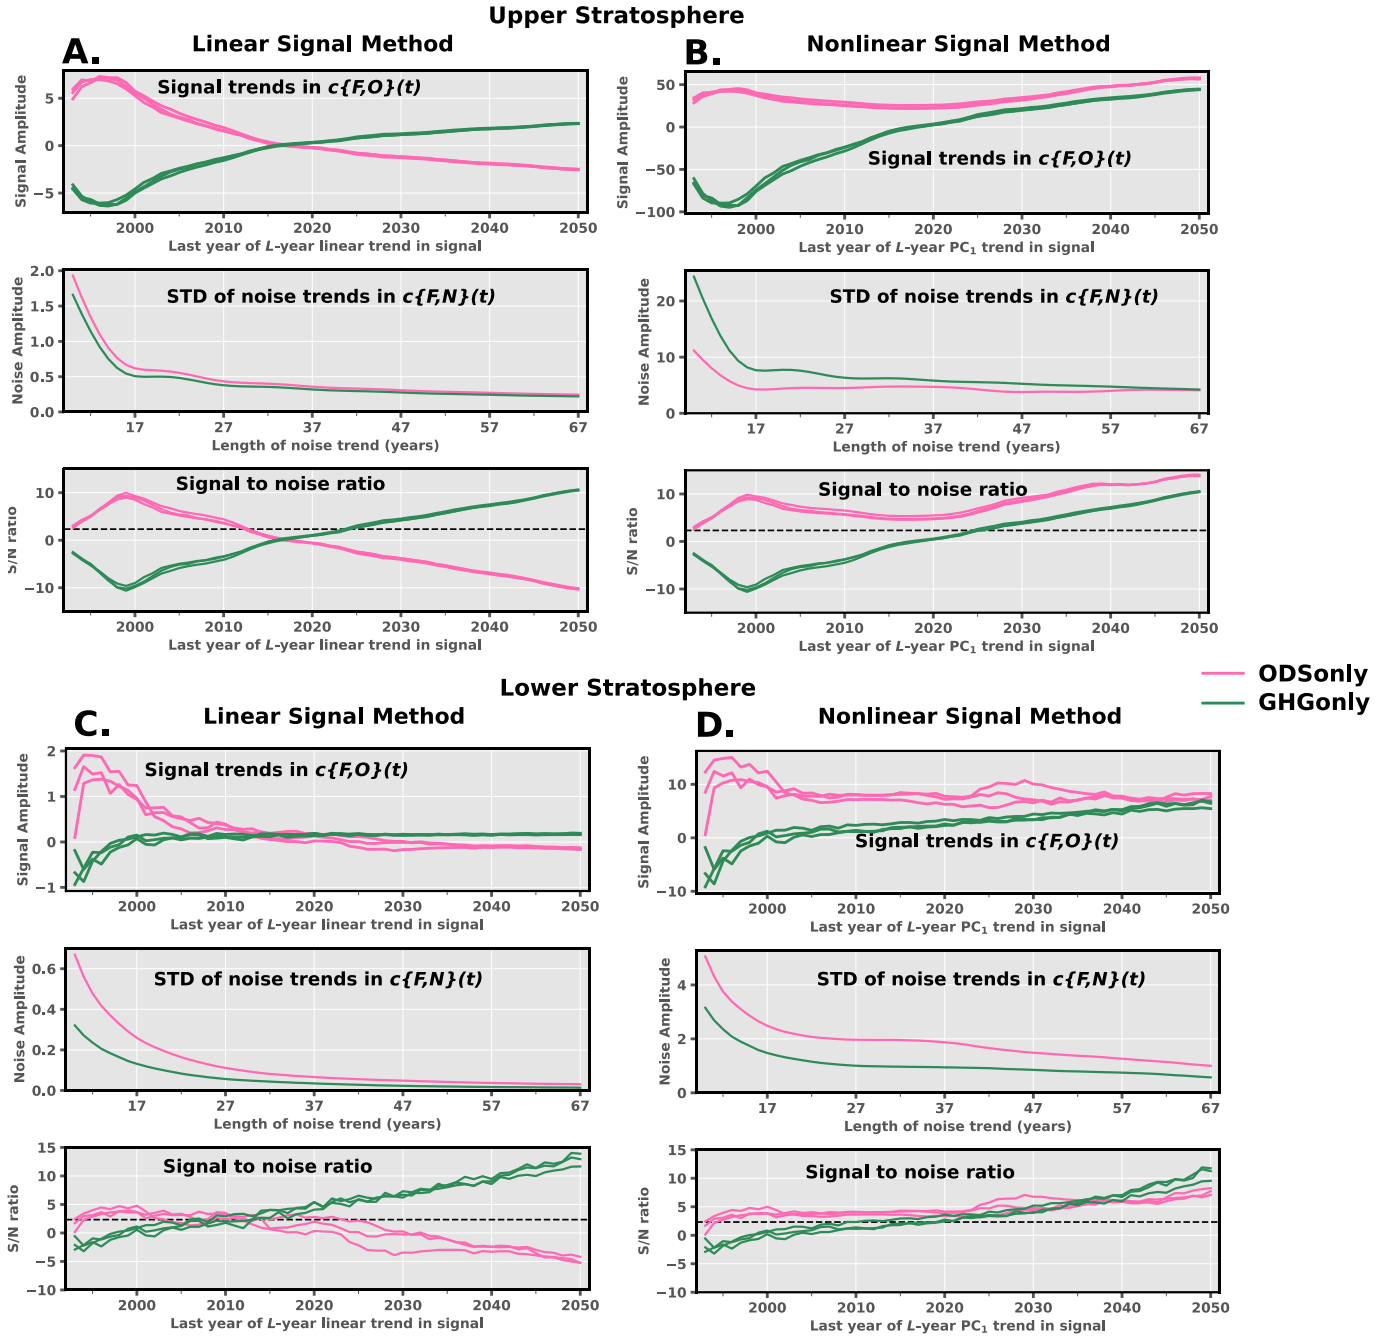 Upper Stratosphere
A.
Linear Signal Method
Signal trends in c{F,O}(t)
Signal Amplitude
5
0
−5
2000 2010 2020 2030 2040 2050
Last year of L-year linear trend in signal
STD of noise trends in c{F,N}(t)
Noise Amplitude
2.0
1.5
1.0
0.5
0.0
17 27 37 47 57 67
Length of noise trend (years)
Signal to noise ratio
S/N ratio
10
0
−10
2000 2010 2020 2030 2040 2050
Last year of L-year linear trend in signal
B.
Nonlinear Signal Method
Signal trends in c{F,O}(t)
Signal Amplitude
50
0
−50
−100
2000 2010 2020 2030 2040 2050
Last year of L-year PC₁ trend in signal
STD of noise trends in c{F,N}(t)
Noise Amplitude
20
10
0
17 27 37 47 57 67
Length of noise trend (years)
Signal to noise ratio
S/N ratio
10
0
−10
2000 2010 2020 2030 2040 2050
Last year of L-year PC₁ trend in signal
ODSonly
GHGonly
Lower Stratosphere
C.
Linear Signal Method
Signal trends in c{F,O}(t)
Signal Amplitude
2
1
0
−1
2000 2010 2020 2030 2040 2050
Last year of L-year linear trend in signal
STD of noise trends in c{F,N}(t)
Noise Amplitude
0.6
0.4
0.2
0.0
17 27 37 47 57 67
Length of noise trend (years)
Signal to noise ratio
S/N ratio
15
10
5
0
−5
−10
2000 2010 2020 2030 2040 2050
Last year of L-year linear trend in signal
D.
Nonlinear Signal Method
Signal trends in c{F,O}(t)
Signal Amplitude
10
0
−10
2000 2010 2020 2030 2040 2050
Last year of L-year PC₁ trend in signal
STD of noise trends in c{F,N}(t)
Noise Amplitude
4
2
0
17 27 37 47 57 67
Length of noise trend (years)
Signal to noise ratio
S/N ratio
15
10
5
0
−5
−10
2000 2010 2020 2030 2040 2050
Last year of L-year PC₁ trend in signal